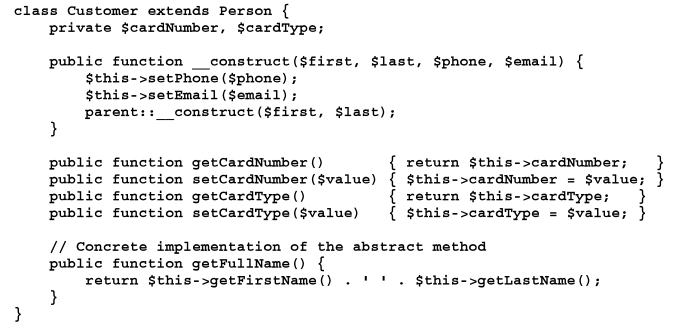 class Customer extends Person {
    private $cardNumber, $cardType;

    public function __construct($first, $last, $phone, $email) {
        $this->setPhone($phone);
        $this->setEmail($email);
        parent::__construct($first, $last);
    }

    public function getCardNumber()       { return $this->cardNumber;   }
    public function setCardNumber($value) { $this->cardNumber = $value; }
    public function getCardType()         { return $this->cardType;   }
    public function setCardType($value)   { $this->cardType = $value; }

    // Concrete implementation of the abstract method
    public function getFullName() {
        return $this->getFirstName() . ' ' . $this->getLastName();
    }
}